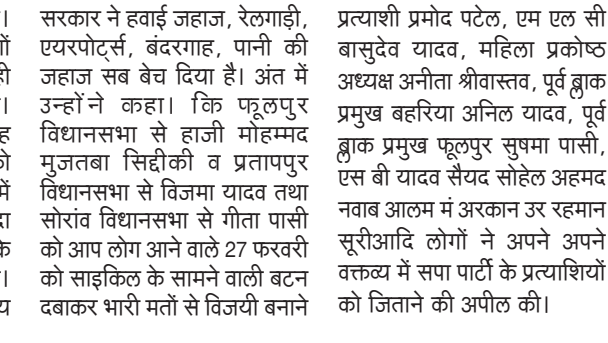 ।
गों
ही
।
ह
को
में
दा
के
।
य
सरकार ने हवाई जहाज, रेलगाड़ी,
एयरपोर्ट्स, बंदरगाह, पानी की
जहाज सब बेच दिया है। अंत में
उन्होंने कहा। कि फूलपुर
विधानसभा से हाजी मोहम्मद
मुजतबा सिद्दीकी व प्रतापपुर
विधानसभा से विजमा यादव तथा
सोरांव विधानसभा से गीता पासी
को आप लोग आने वाले 27 फरवरी
को साइकिल के सामने वाली बटन
दबाकर भारी मतों से विजयी बनाने
प्रत्याशी प्रमोद पटेल, एम एल सी
बासुदेव यादव, महिला प्रकोष्ठ
अध्यक्ष अनीता श्रीवास्तव, पूर्व ब्लाक
प्रमुख बहरिया अनिल यादव, पूर्व
ब्लाक प्रमुख फूलपुर सुषमा पासी,
एस बी यादव सैयद सोहेल अहमद
नवाब आलम मं अरकान उर रहमान
सूरीआदि लोगों ने अपने अपने
वक्तव्य में सपा पार्टी के प्रत्याशियों
को जिताने की अपील की।